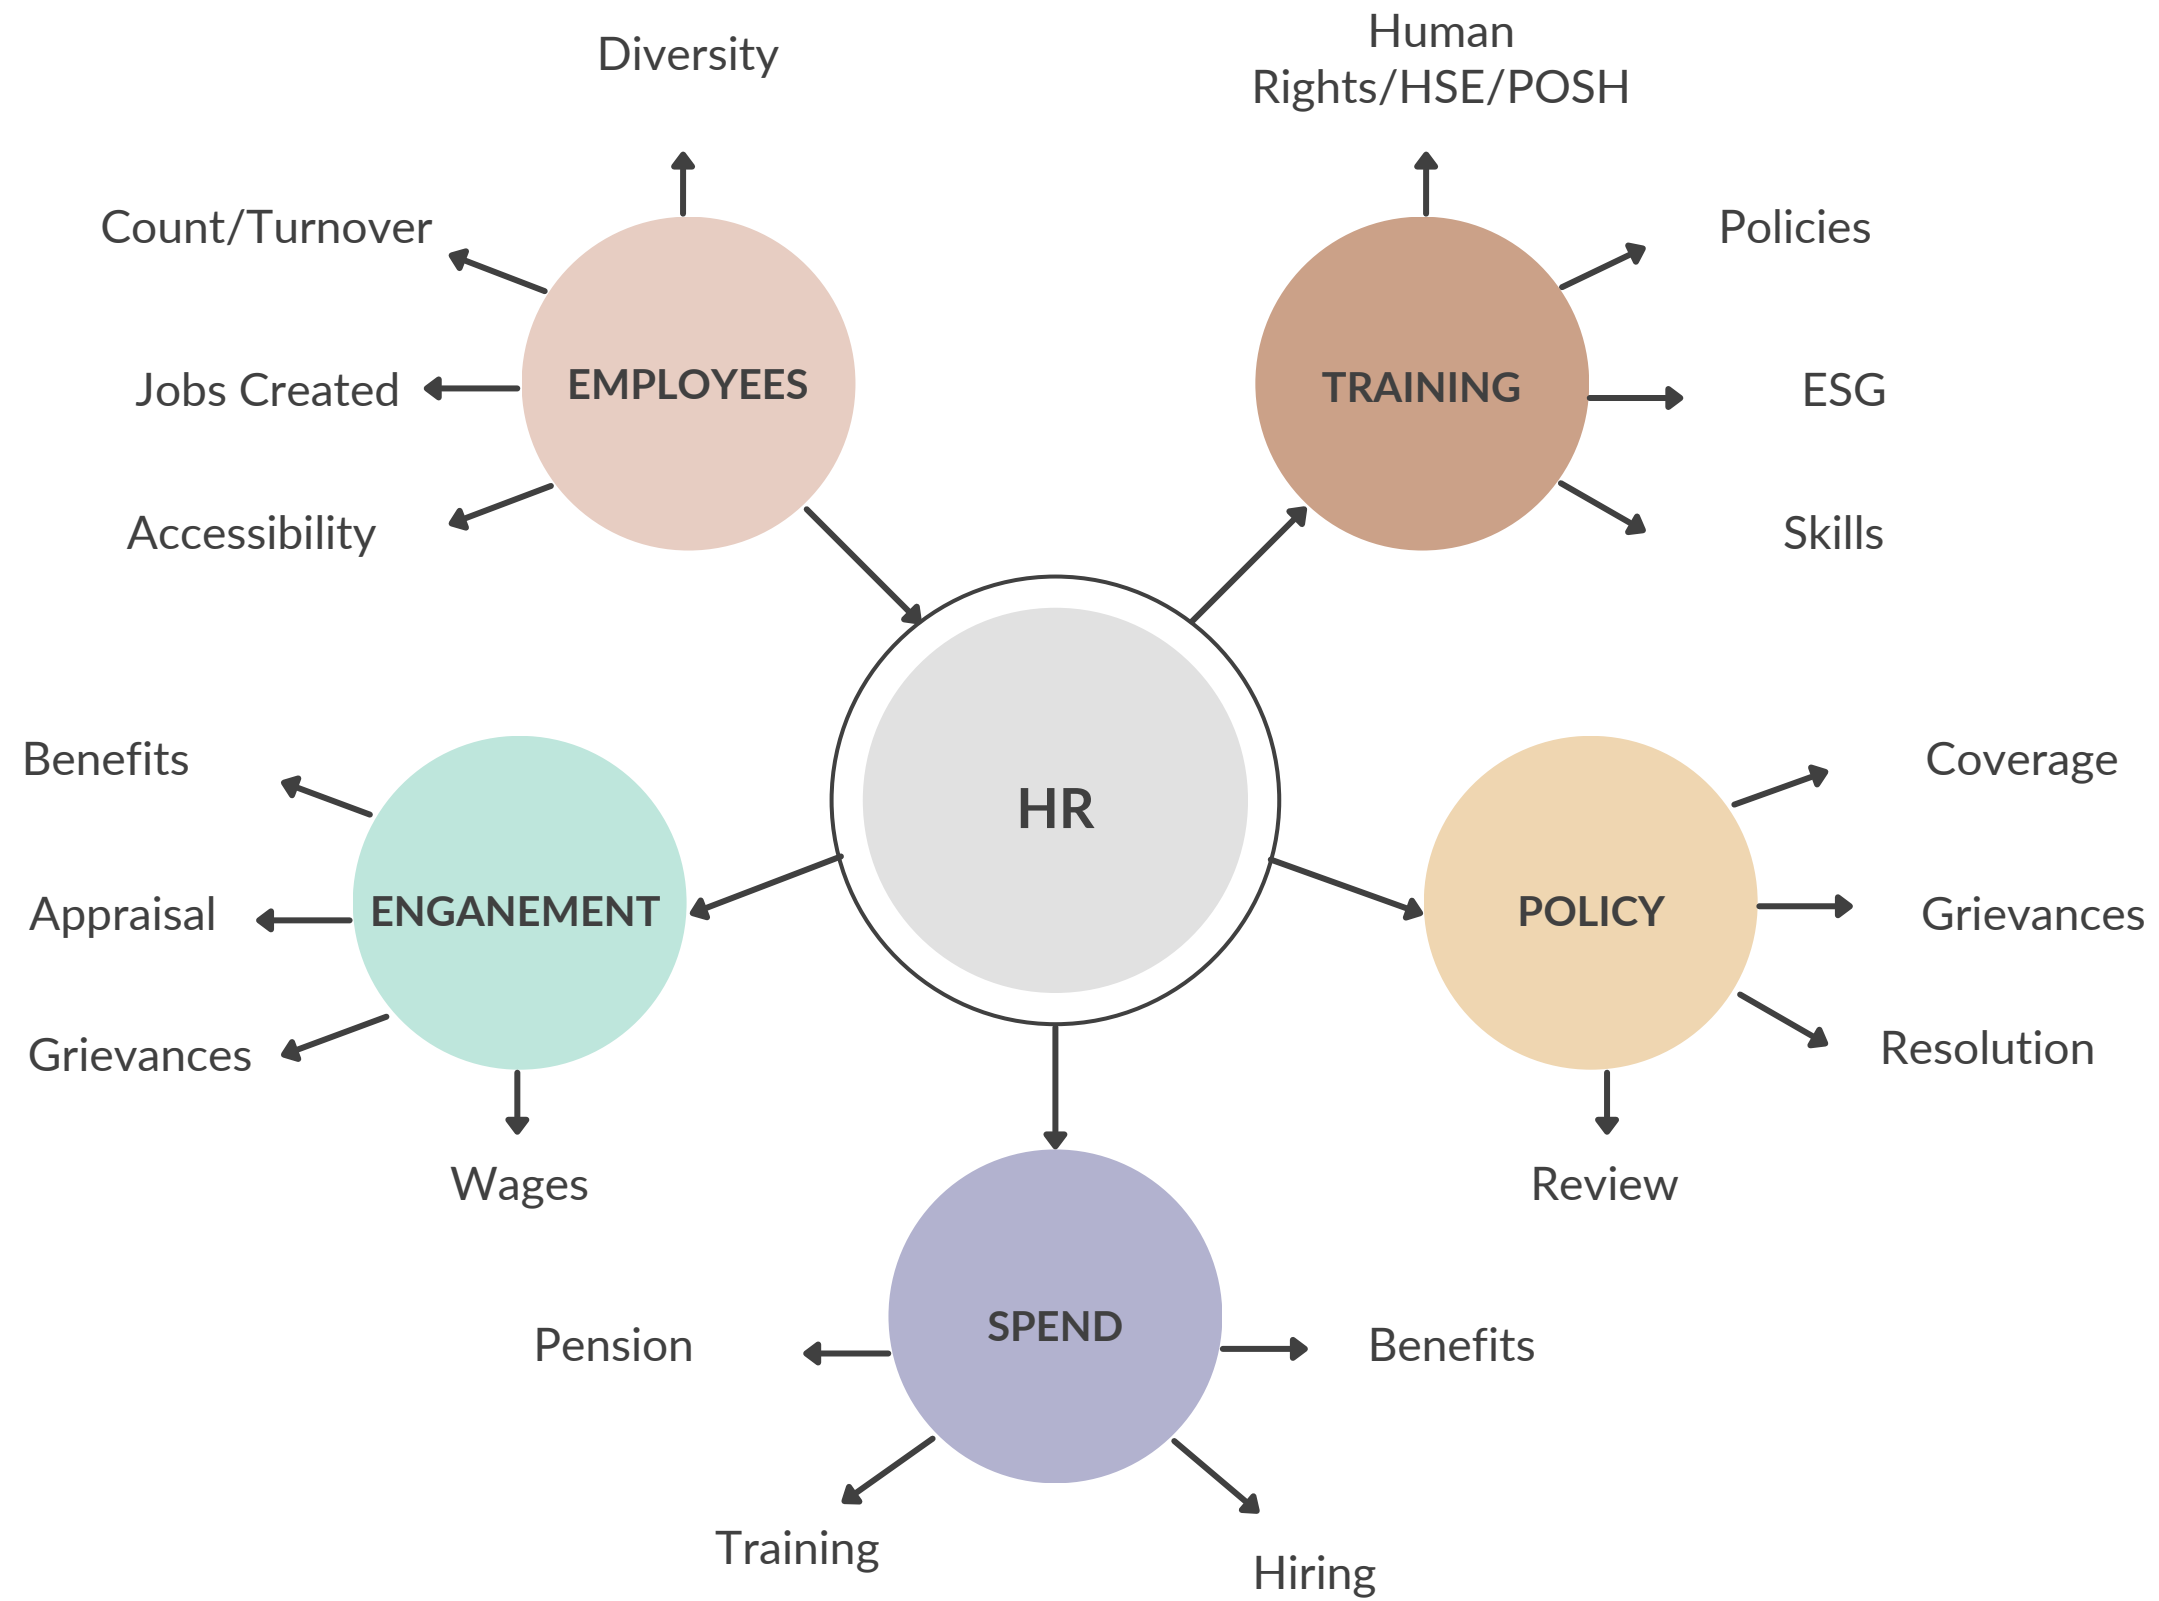 Diversity
Human
Rights/HSE/POSH
Count/Turnover
Policies
EMPLOYEES
TRAINING
Jobs Created
ESG
Accessibility
Skills
Benefits
Coverage
HR
Appraisal
ENGANEMENT
POLICY
Grievances
Grievances
Resolution
Wages
Review
SPEND
Pension
Benefits
Training
Hiring